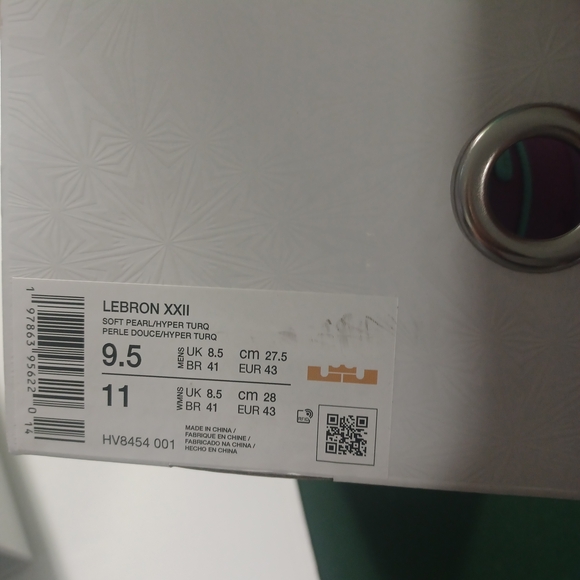 LEBRON XXII
SOFT PEARL/HYPER TURQ
PERLE DOUCE/HYPER TURQ
9.5 MENS UK 8.5 cm 27.5
BR 41 EUR 43
11 WMNS UK 8.5 cm 28
BR 41 EUR 43
MADE IN CHINA /
FABRIQUE EN CHINE /
FABRICADO NA CHINA /
HECHO EN CHINA
HV8454 001
1 97863 95622 0 14